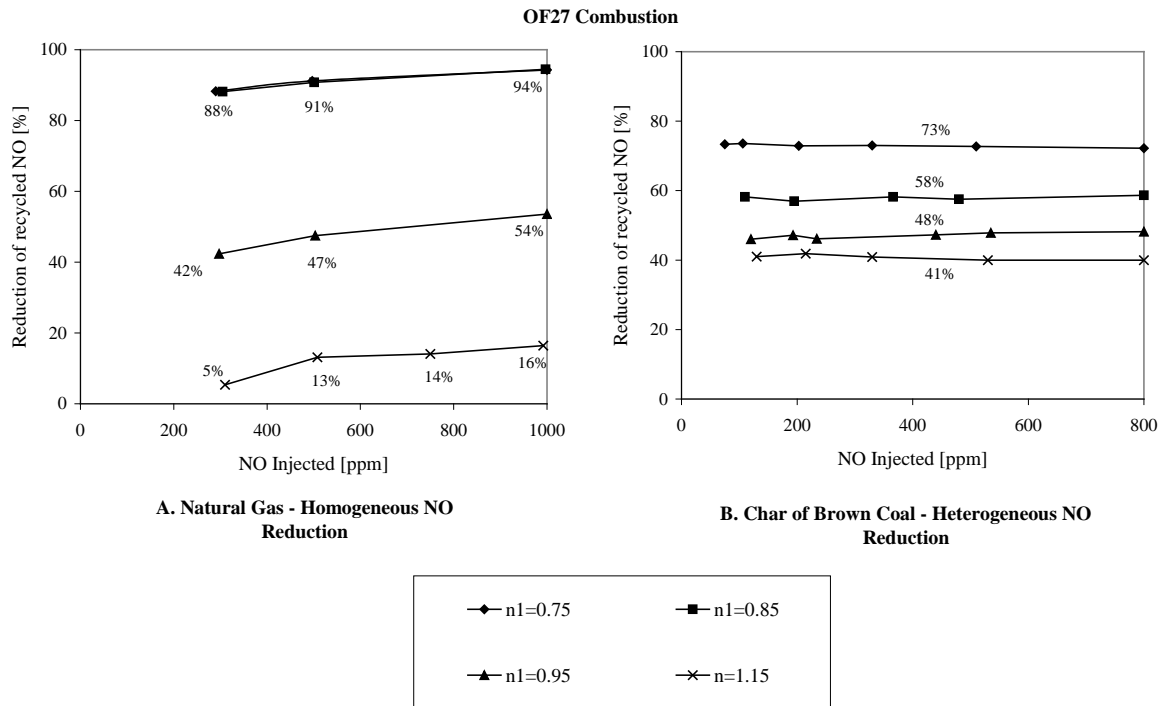 OF27 Combustion
Reduction of recycled NO [%]
100
80
60
40
20
0
88%
91%
94%
42%
47%
54%
5%
13%
14%
16%
0
200
400
600
800
1000
NO Injected [ppm]
A. Natural Gas - Homogeneous NO
Reduction
Reduction of recycled NO [%]
100
80
60
40
20
0
73%
58%
48%
41%
0
200
400
600
800
NO Injected [ppm]
B. Char of Brown Coal - Heterogeneous NO
Reduction
n1=0.75
n1=0.85
n1=0.95
n=1.15